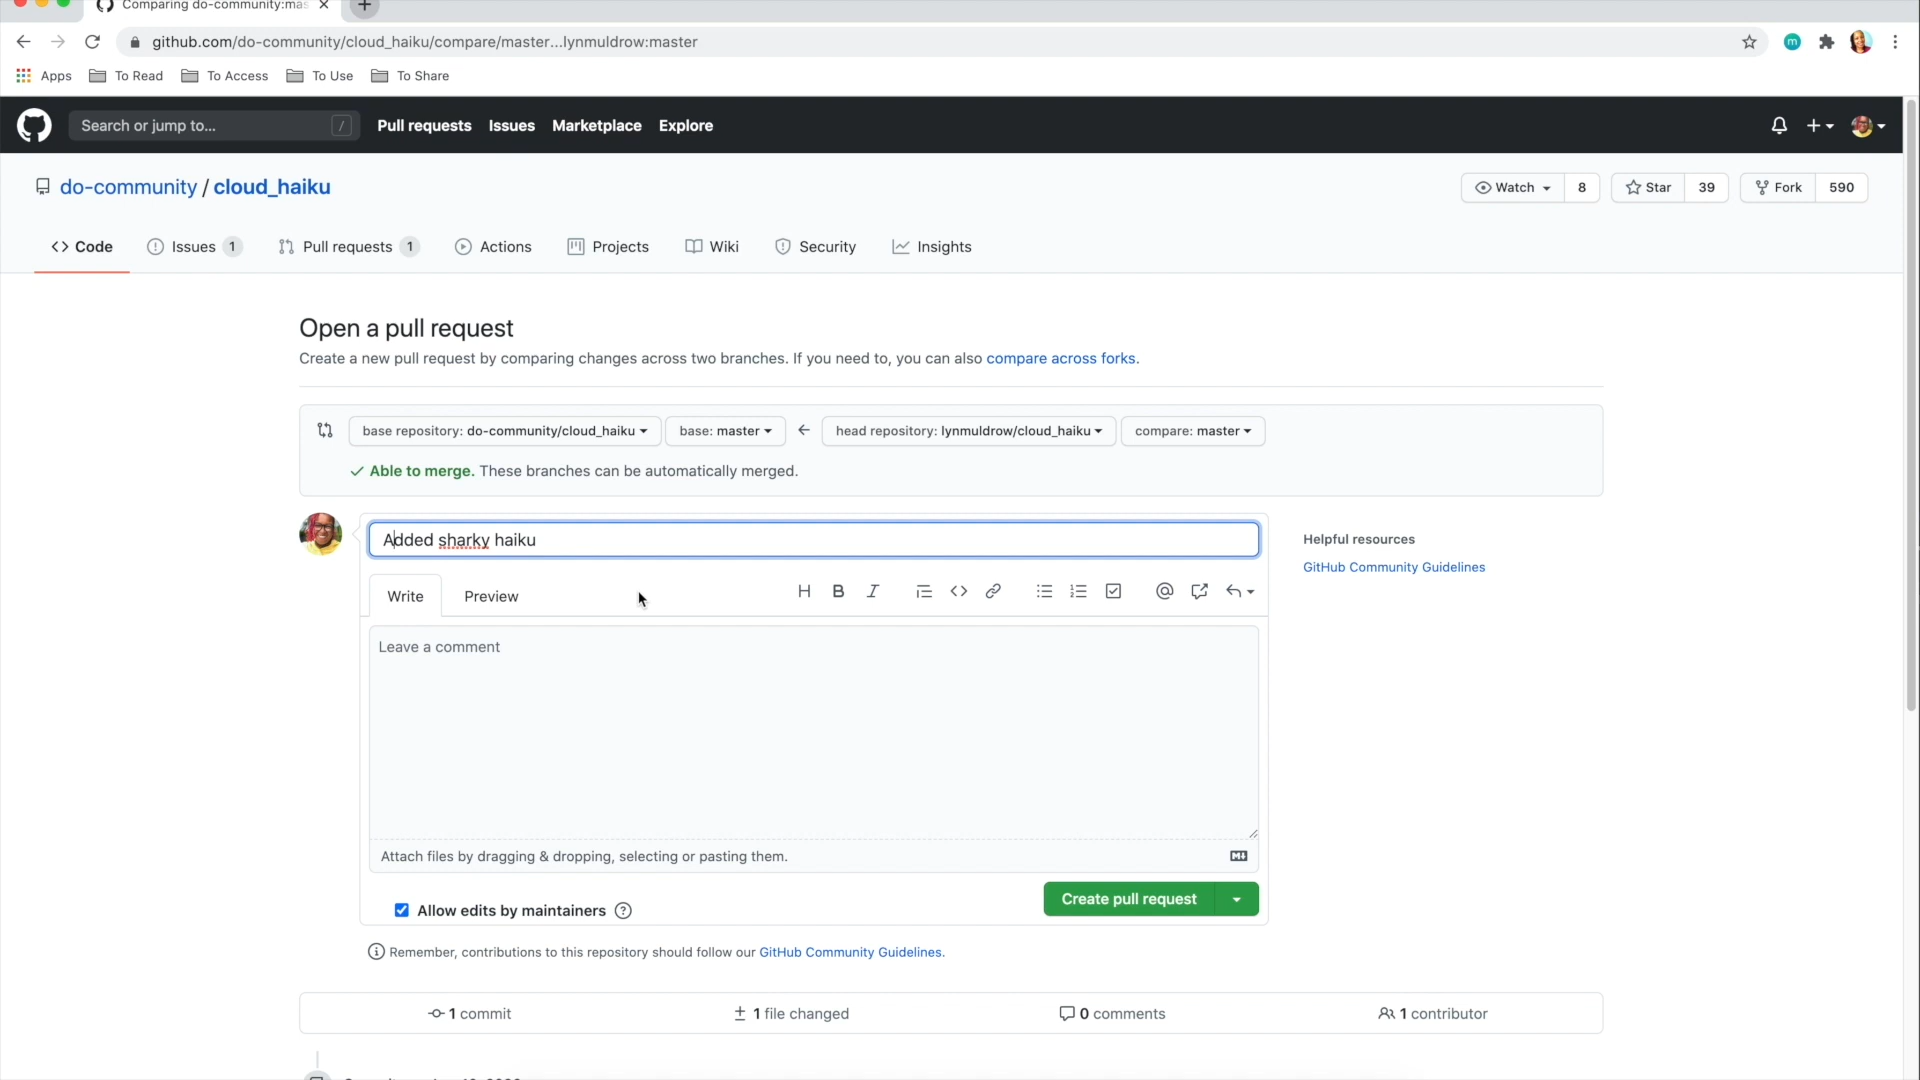 Comparing do-community:mas
github.com/do-community/cloud_haiku/compare/master...lynmuldrow:master
m
Apps To Read To Access To Use To Share
Search or jump to... / Pull requests Issues Marketplace Explore
do-community / cloud_haiku
Watch 8 Star 39 Fork 590
Code Issues 1 Pull requests 1 Actions Projects Wiki Security Insights
Open a pull request
Create a new pull request by comparing changes across two branches. If you need to, you can also compare across forks.
base repository: do-community/cloud_haiku base: master head repository: lynmuldrow/cloud_haiku compare: master
Able to merge. These branches can be automatically merged.
Added sharky haiku
Helpful resources
GitHub Community Guidelines
Write Preview
H B I
Leave a comment
Attach files by dragging & dropping, selecting or pasting them.
Allow edits by maintainers
Create pull request
Remember, contributions to this repository should follow our GitHub Community Guidelines.
1 commit 1 file changed 0 comments 1 contributor